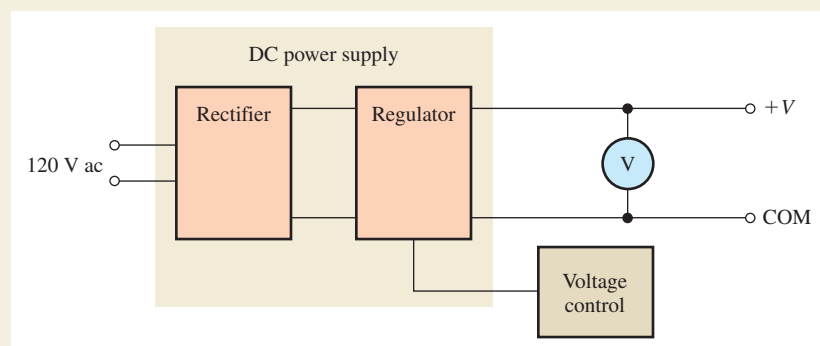 DC power supply
Rectifier
Regulator
+V
120 V ac
V
COM
Voltage
control